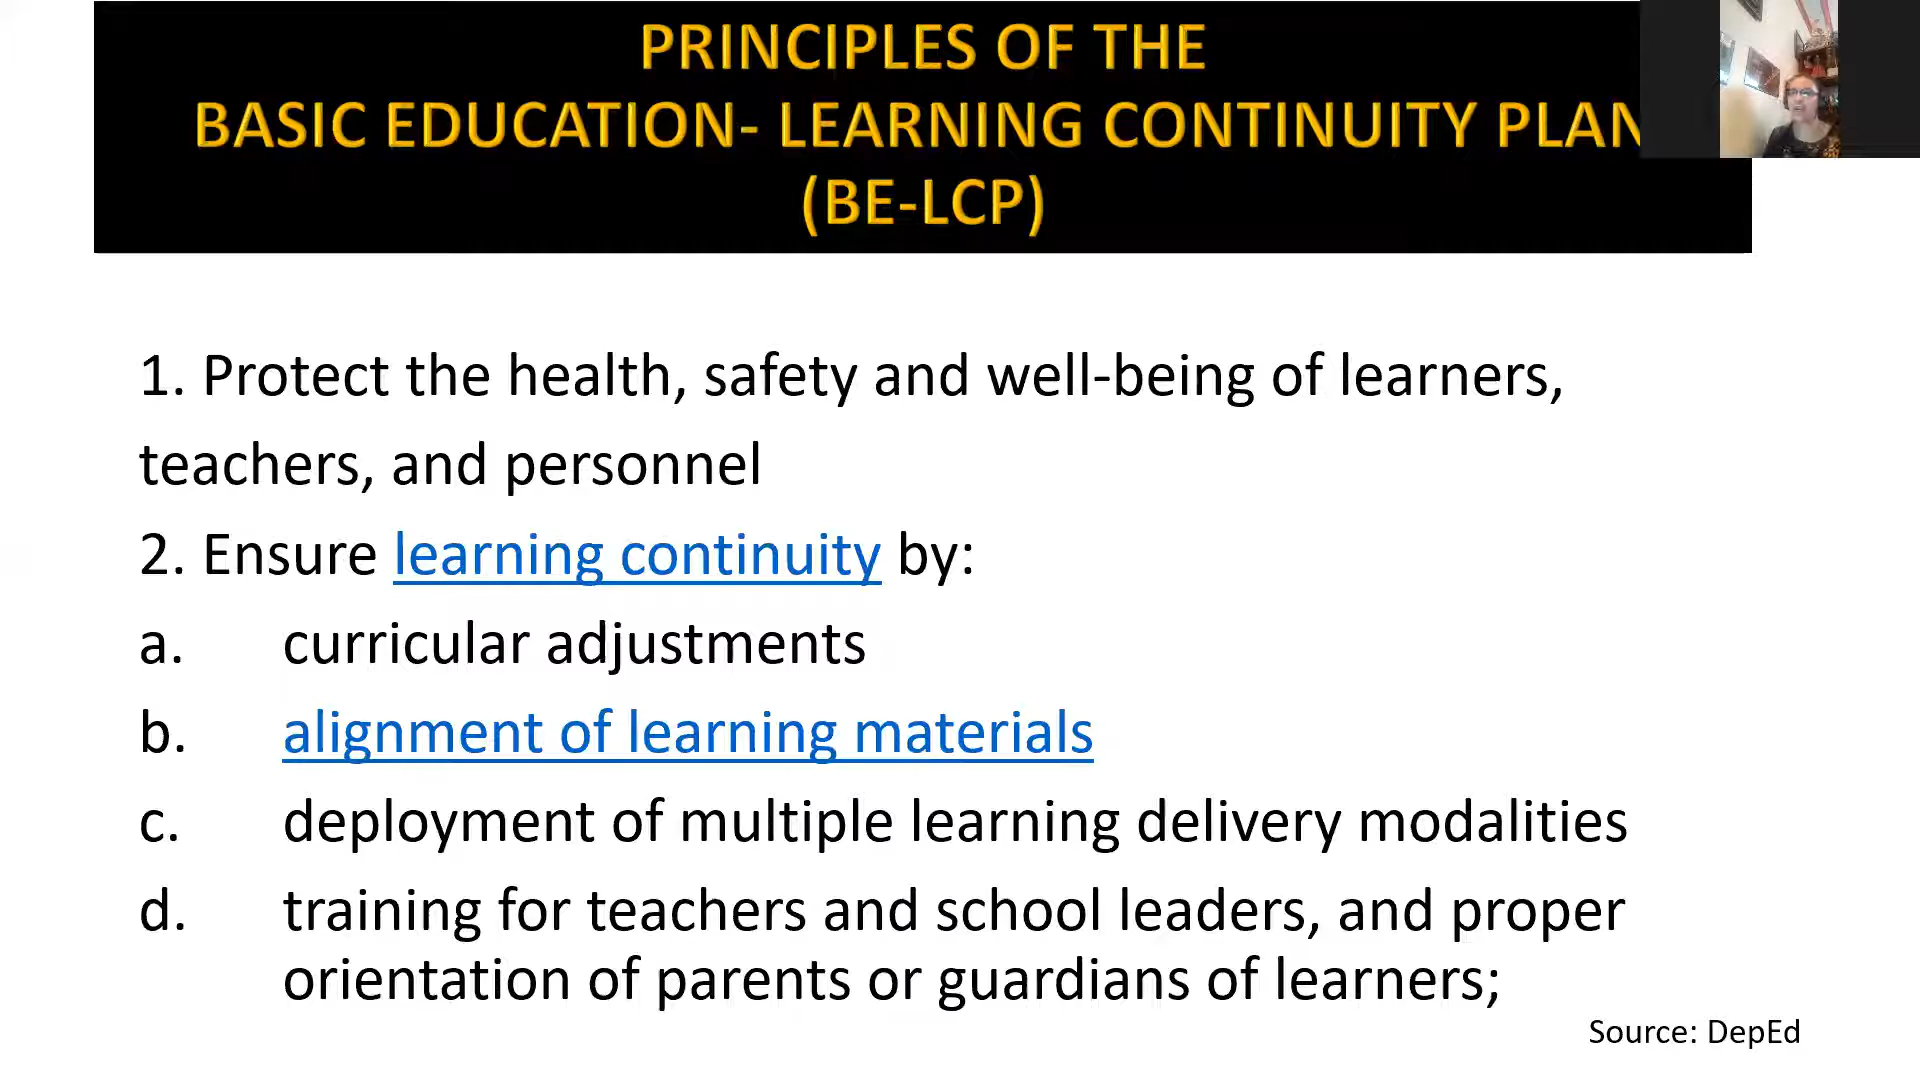 PRINCIPLES OF THE
BASIC EDUCATION- LEARNING CONTINUITY PLAN
(BE-LCP)
1. Protect the health, safety and well-being of learners,
teachers, and personnel
2. Ensure learning continuity by:
a. curricular adjustments
b. alignment of learning materials
c. deployment of multiple learning delivery modalities
d. training for teachers and school leaders, and proper
orientation of parents or guardians of learners;
Source: DepEd